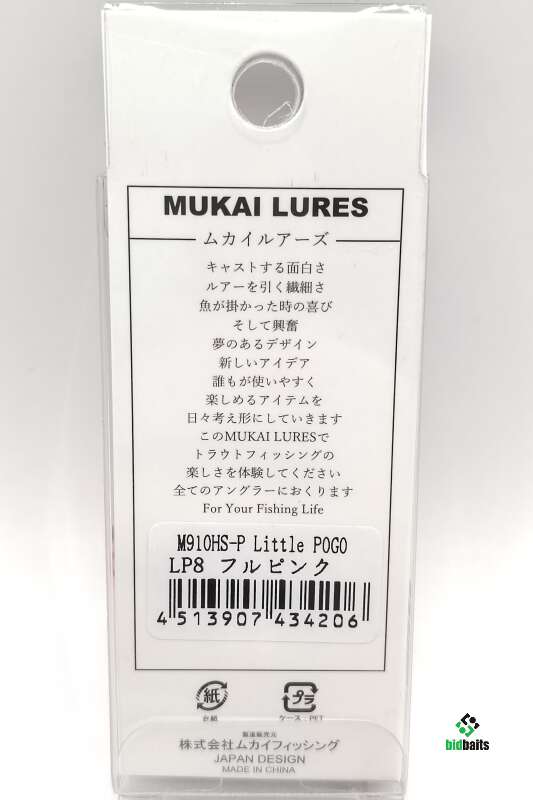 MUKAI LURES
ムカイルアーズ
キャストする面白さ
ルアーを引く繊細さ
魚が掛かった時の喜び
そして興奮
夢のあるデザイン
新しいアイデア
誰もが使いやすく
楽しめるアイテムを
日々考え形にしていきます
このMUKAI LURESで
トラウトフィッシングの
楽しさを体験してください
全てのアングラーにおくります
For Your Fishing Life
M910HS-P Little POGO
LP8 フルピンク
4 513907 434206
紙 プラ
台紙 ケース：PET
製造販売元
株式会社ムカイフィッシング
JAPAN DESIGN
MADE IN CHINA
bidbaits